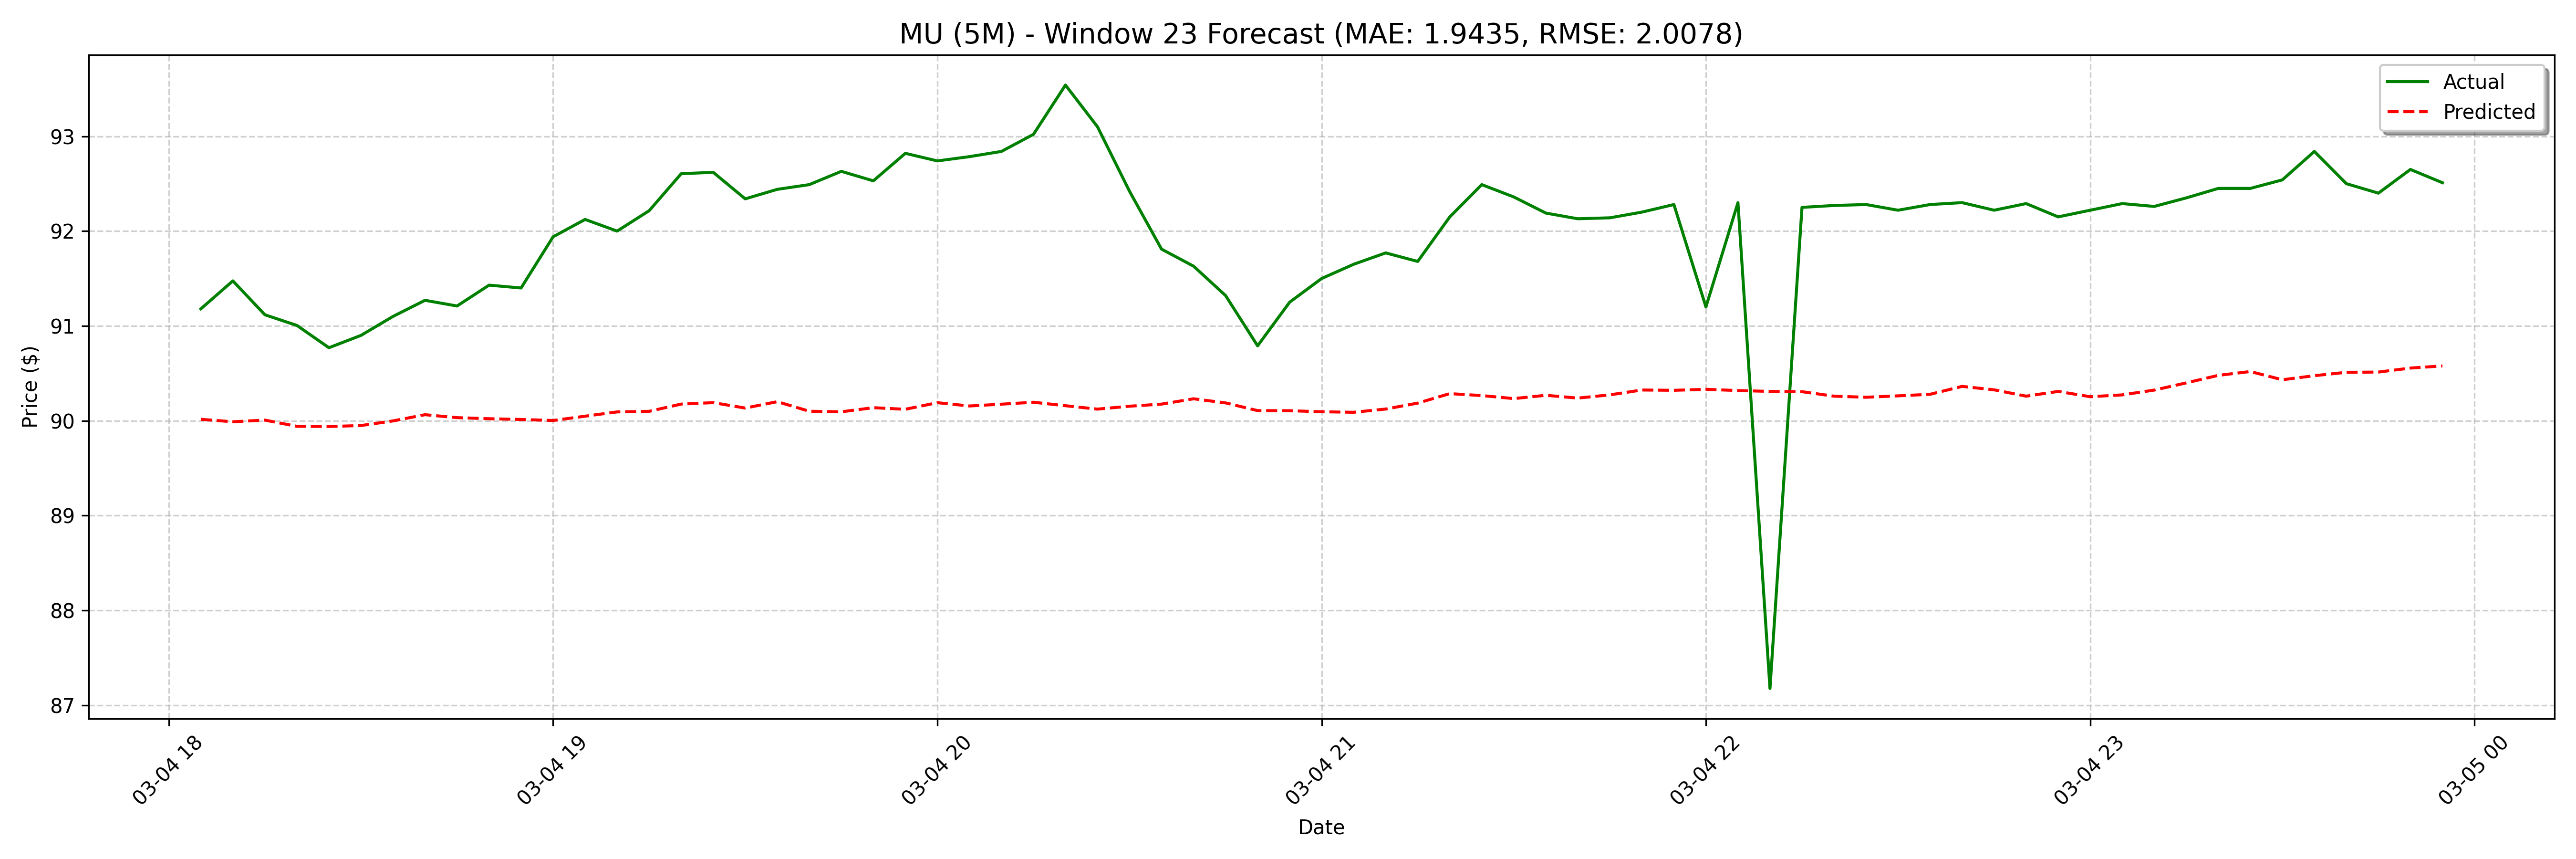 MU (5M) - Window 23 Forecast (MAE: 1.9435, RMSE: 2.0078)
Actual
Predicted
Price ($)
93
92
91
90
89
88
87
03-04 18
03-04 19
03-04 20
03-04 21
03-04 22
03-04 23
03-05 00
Date